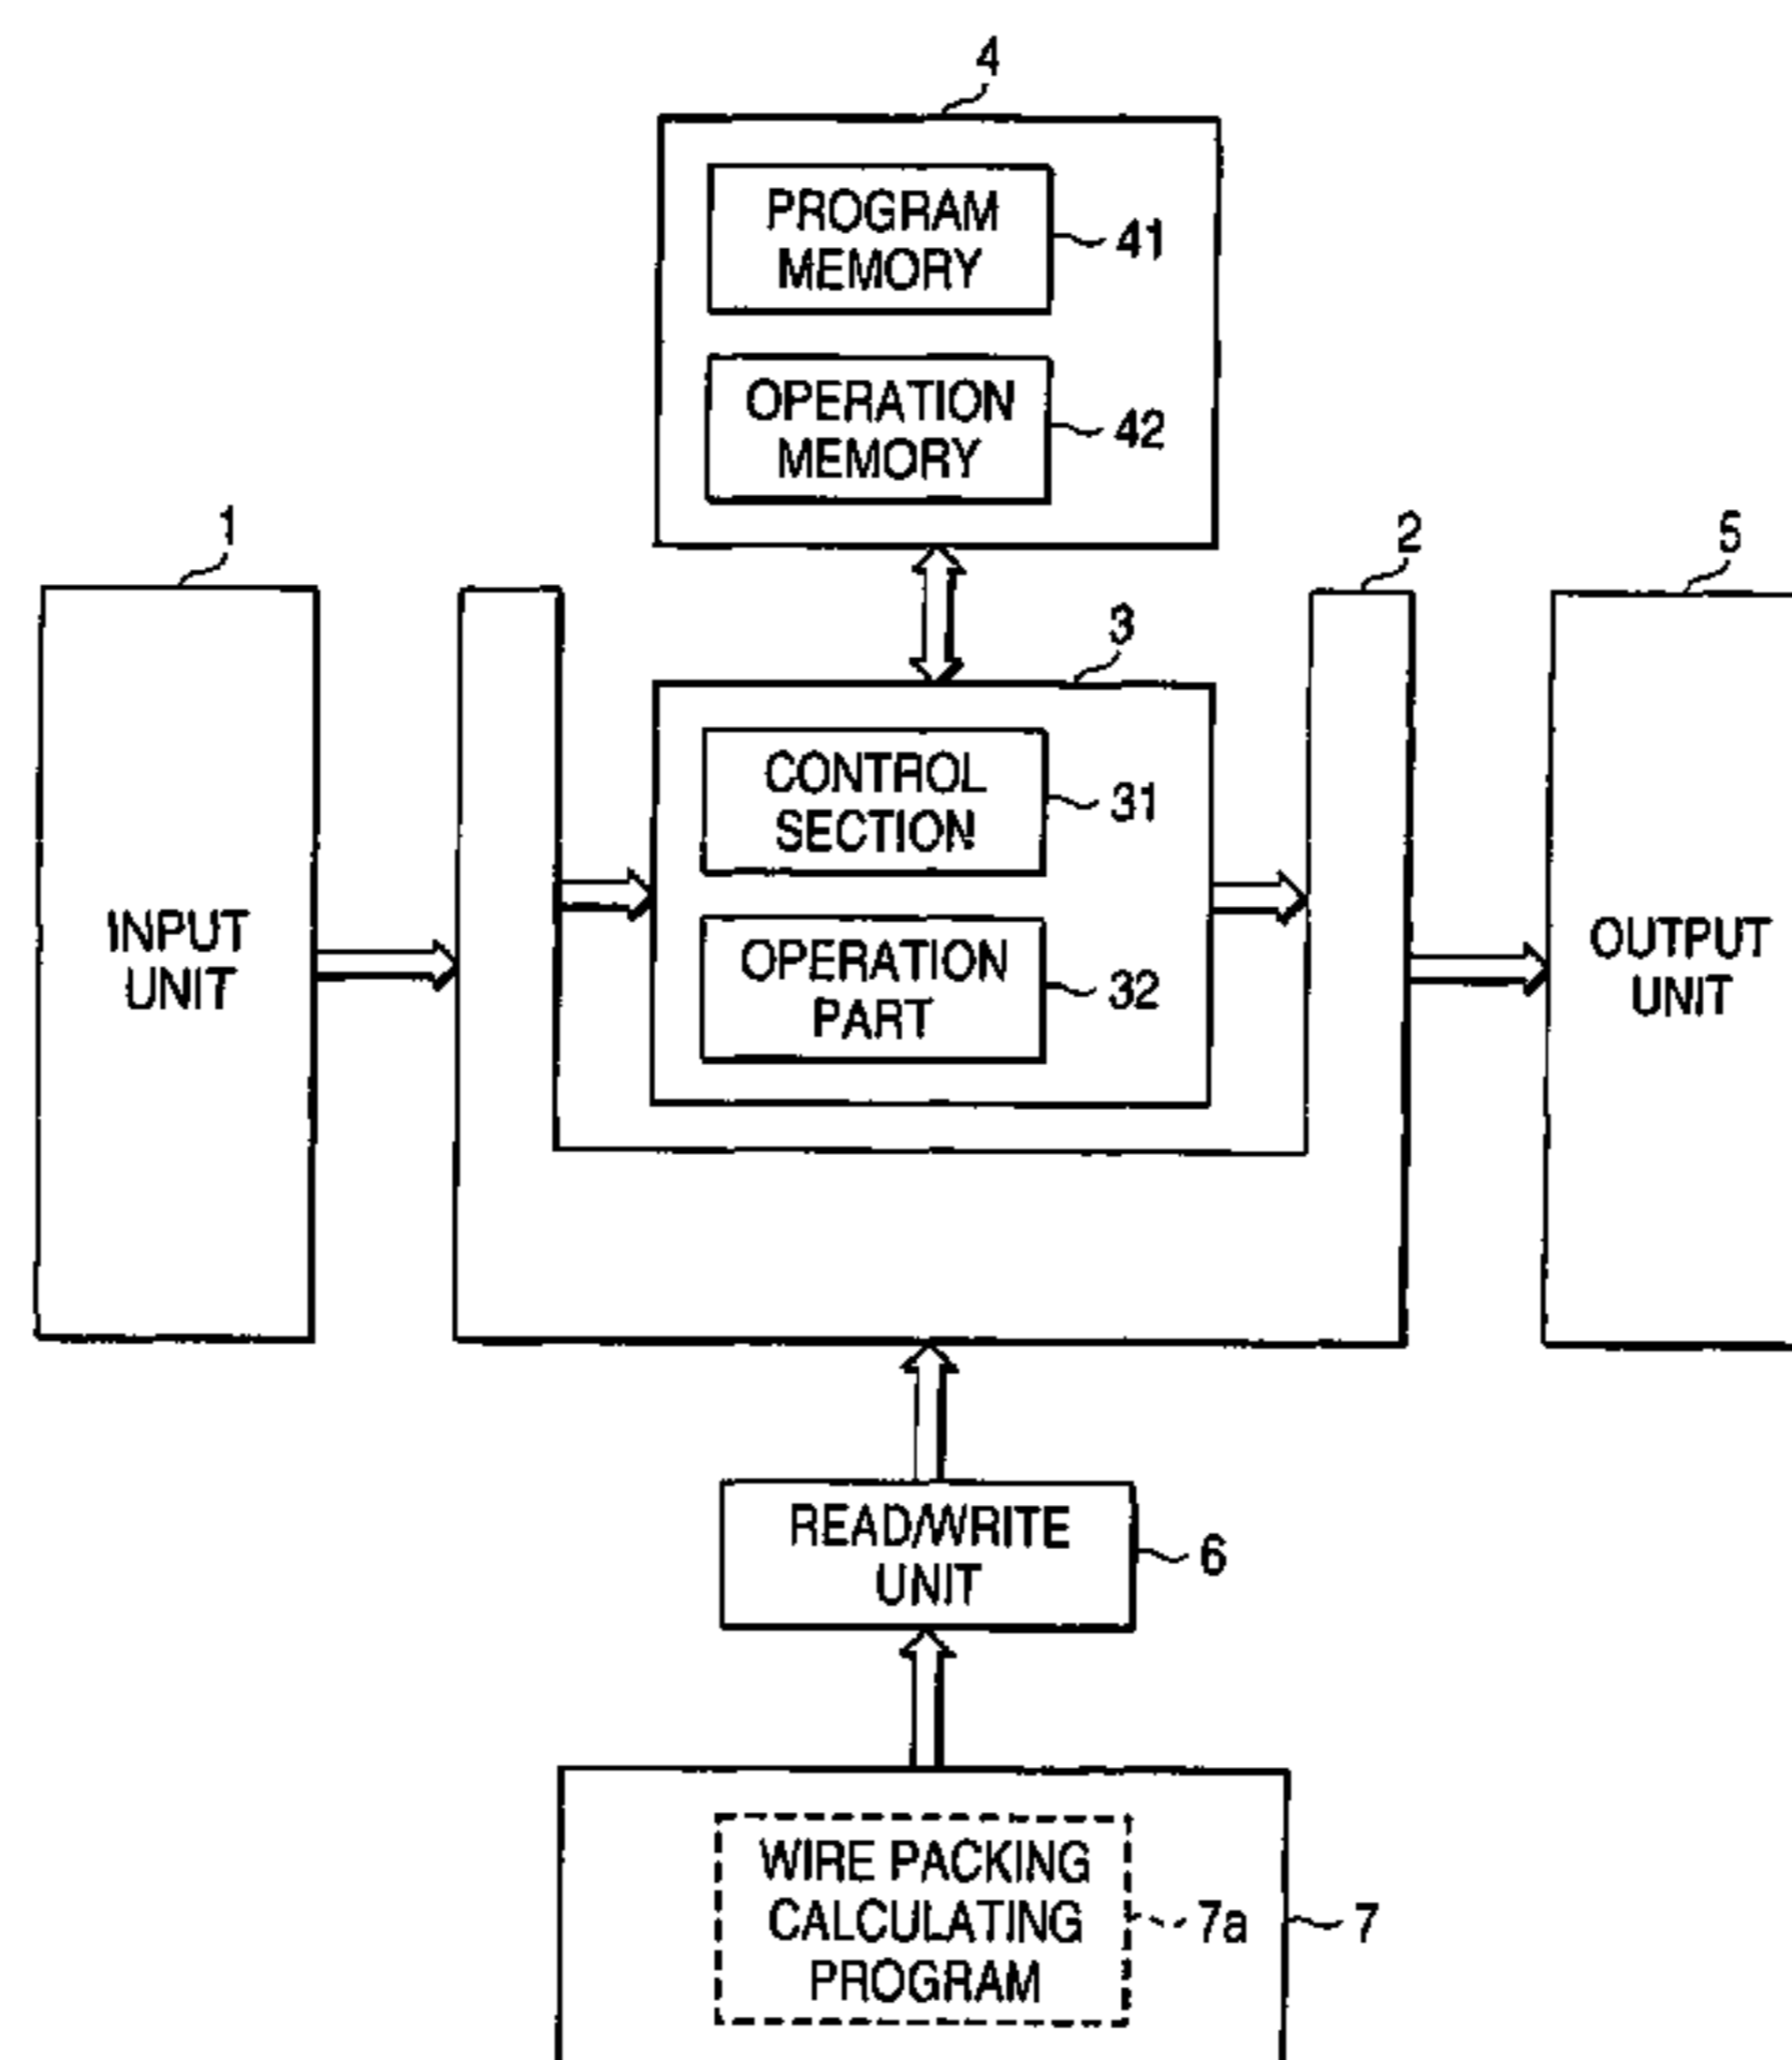 4
PROGRAM
MEMORY
41
OPERATION
MEMORY
42
1
2
5
3
CONTROL
SECTION
31
INPUT
UNIT
OPERATION
PART
32
OUTPUT
UNIT
READ/WRITE
UNIT
6
WIRE PACKING
CALCULATING
PROGRAM
7a
7